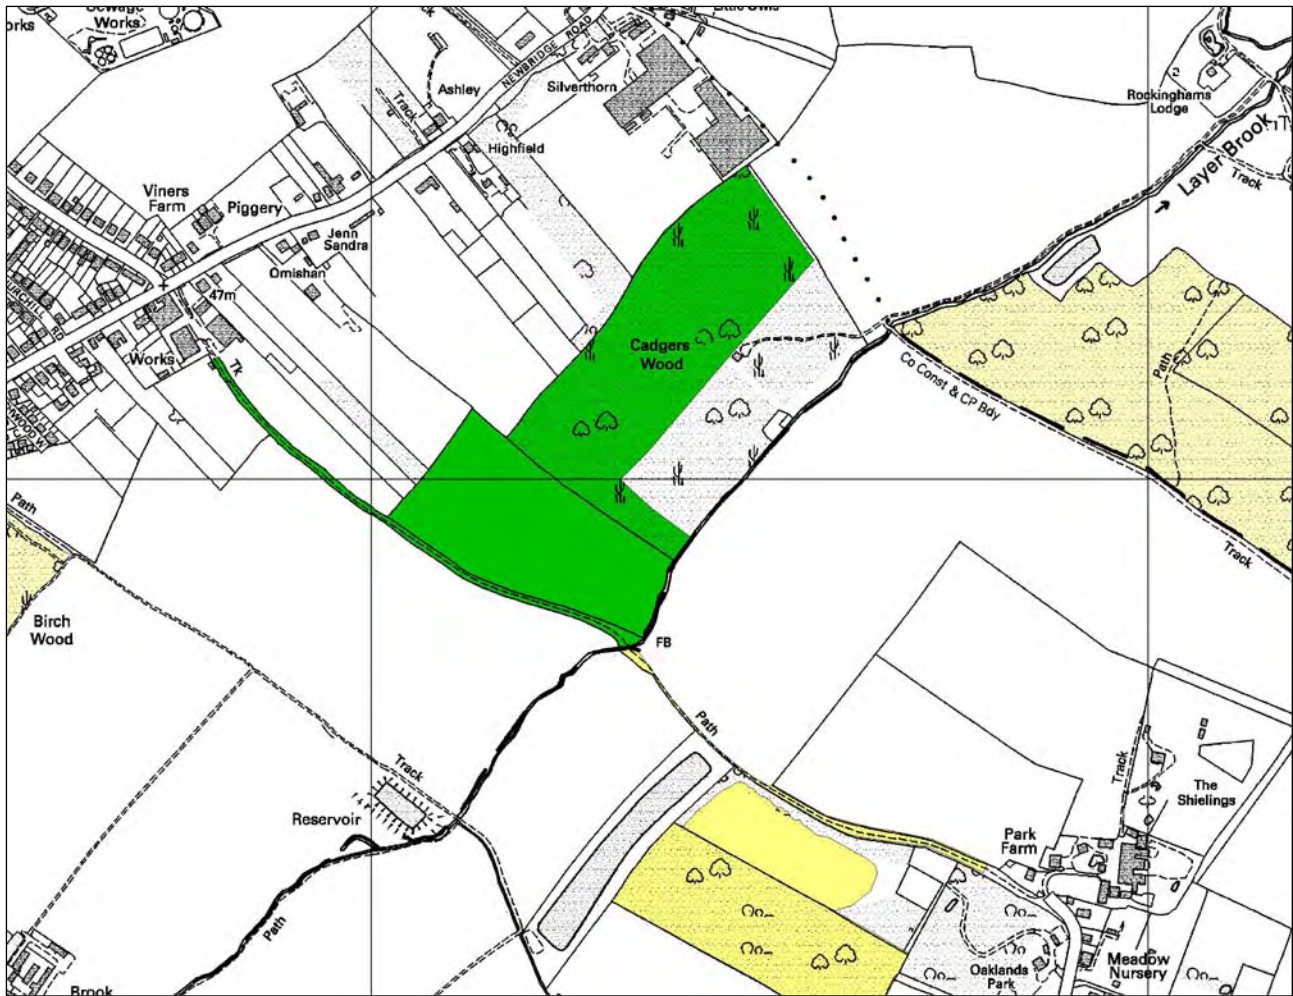 Works
orks
NEWBRIDGE ROAD
Silverthorn
Ashley
Track
Highfield
Rockinghams
Lodge
Layer Brook
Track
Viners
Farm
Piggery
Jenn
Sandra
Omishan
47m
Works
Tk
Cadgers
Wood
Co Const & CP Bdy
Path
Track
Path
Birch
Wood
FB
Path
Track
Reservoir
Path
Track
The
Shielings
Park
Farm
Oaklands
Park
Meadow
Nursery
Brook